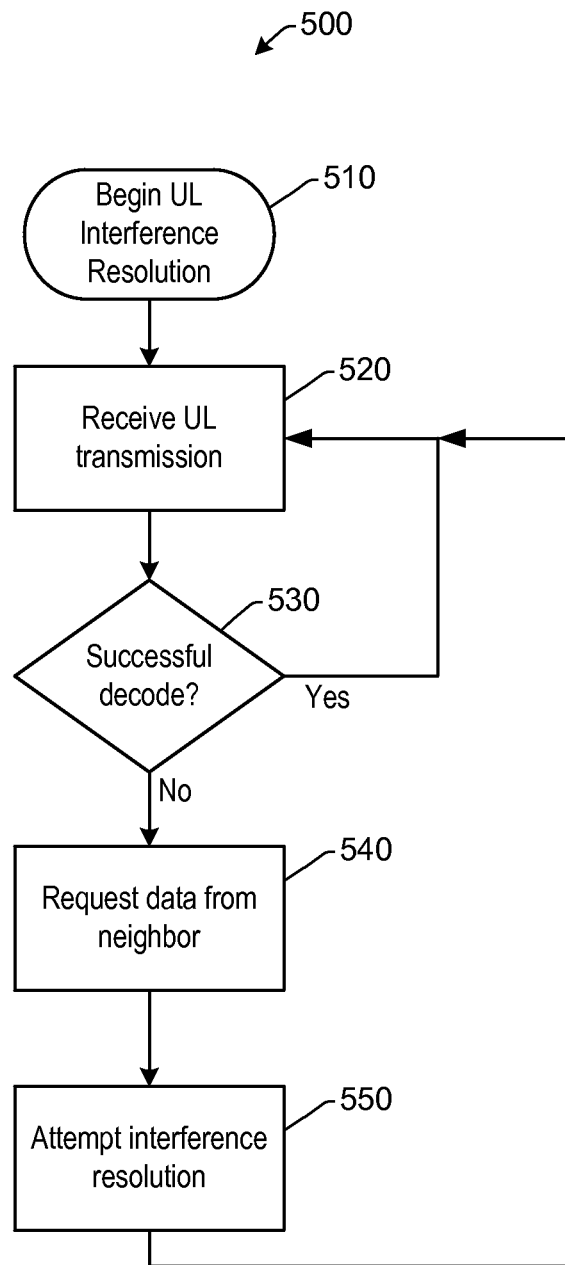 500
Begin UL
Interference
Resolution
510
Receive UL
transmission
520
Successful
decode?
530
Yes
No
Request data from
neighbor
540
Attempt interference
resolution
550